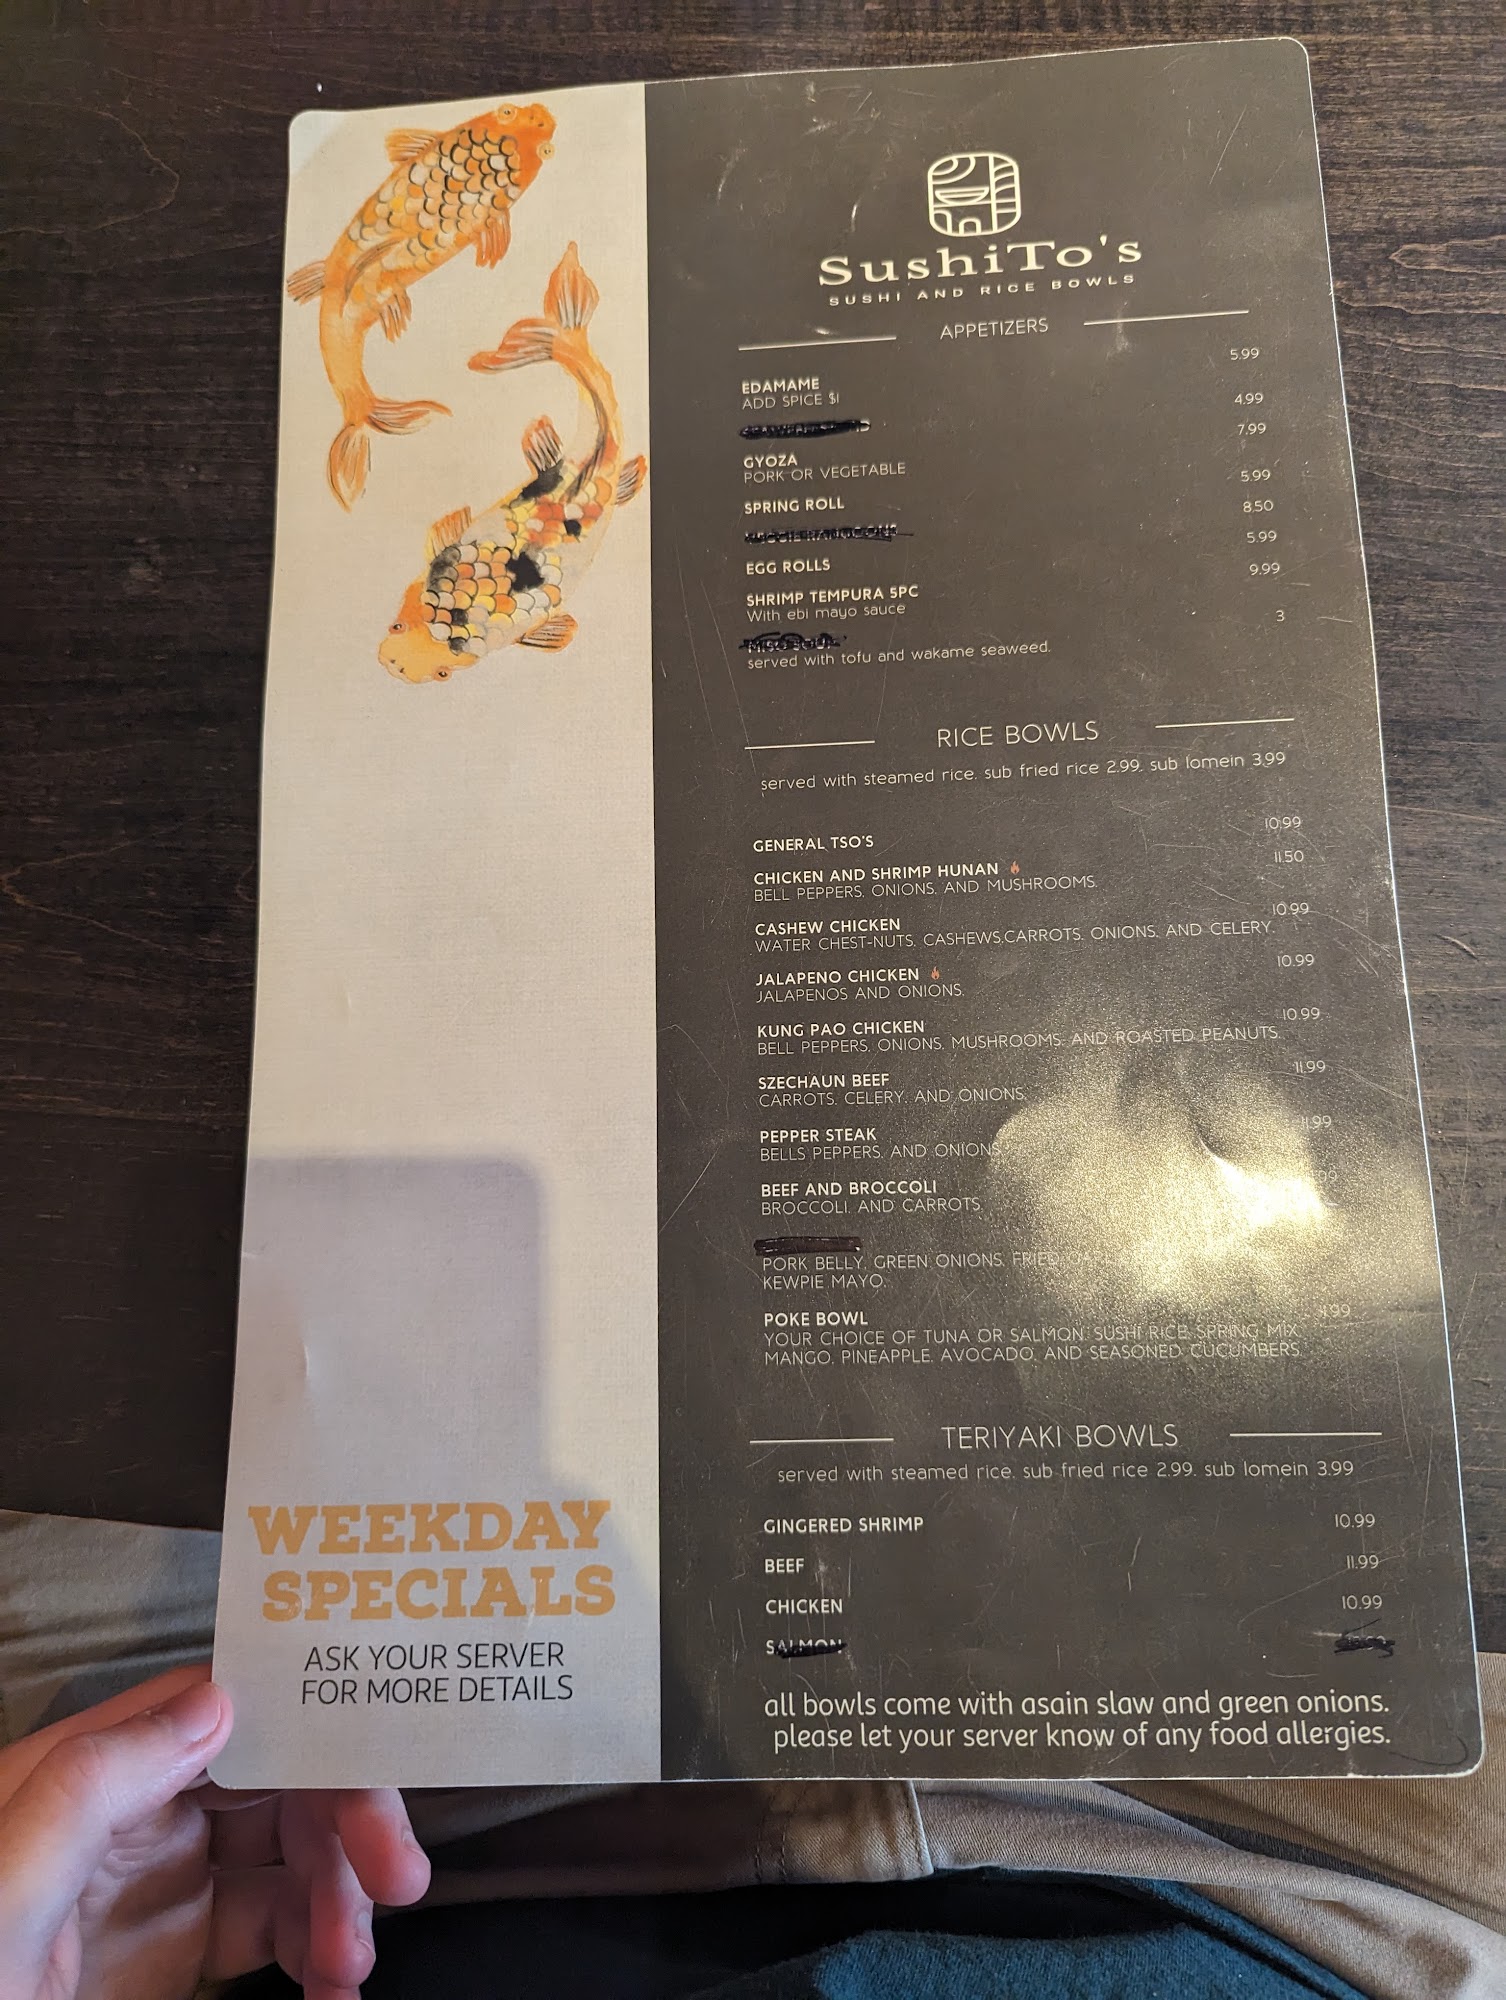 SushiTo's
SUSHI AND RICE BOWLS
APPETIZERS
EDAMAME 5.99
ADD SPICE $1
4.99
GYOZA 7.99
PORK OR VEGETABLE
SPRING ROLL 5.99
8.50
EGG ROLLS 5.99
SHRIMP TEMPURA 5PC 9.99
With ebi mayo sauce
3
served with tofu and wakame seaweed.
RICE BOWLS
served with steamed rice. sub fried rice 2.99. sub lomein 3.99
GENERAL TSO'S 10.99
CHICKEN AND SHRIMP HUNAN 11.50
BELL PEPPERS. ONIONS. AND MUSHROOMS.
CASHEW CHICKEN 10.99
WATER CHEST-NUTS. CASHEWS.CARROTS. ONIONS. AND CELERY.
JALAPENO CHICKEN 10.99
JALAPENOS AND ONIONS.
KUNG PAO CHICKEN 10.99
BELL PEPPERS. ONIONS. MUSHROOMS. AND ROASTED PEANUTS.
SZECHAUN BEEF 11.99
CARROTS. CELERY. AND ONIONS.
PEPPER STEAK 11.99
BELLS PEPPERS. AND ONIONS
BEEF AND BROCCOLI
BROCCOLI. AND CARROTS.
PORK BELLY. GREEN ONIONS. FRIED
KEWPIE MAYO.
POKE BOWL
YOUR CHOICE OF TUNA OR SALMON. SUSHI RICE. SPRING MIX.
MANGO. PINEAPPLE. AVOCADO. AND SEASONED CUCUMBERS.
TERIYAKI BOWLS
served with steamed rice. sub fried rice 2.99. sub lomein 3.99
GINGERED SHRIMP 10.99
BEEF 11.99
CHICKEN 10.99
SALMON
all bowls come with asain slaw and green onions.
please let your server know of any food allergies.
WEEKDAY
SPECIALS
ASK YOUR SERVER
FOR MORE DETAILS